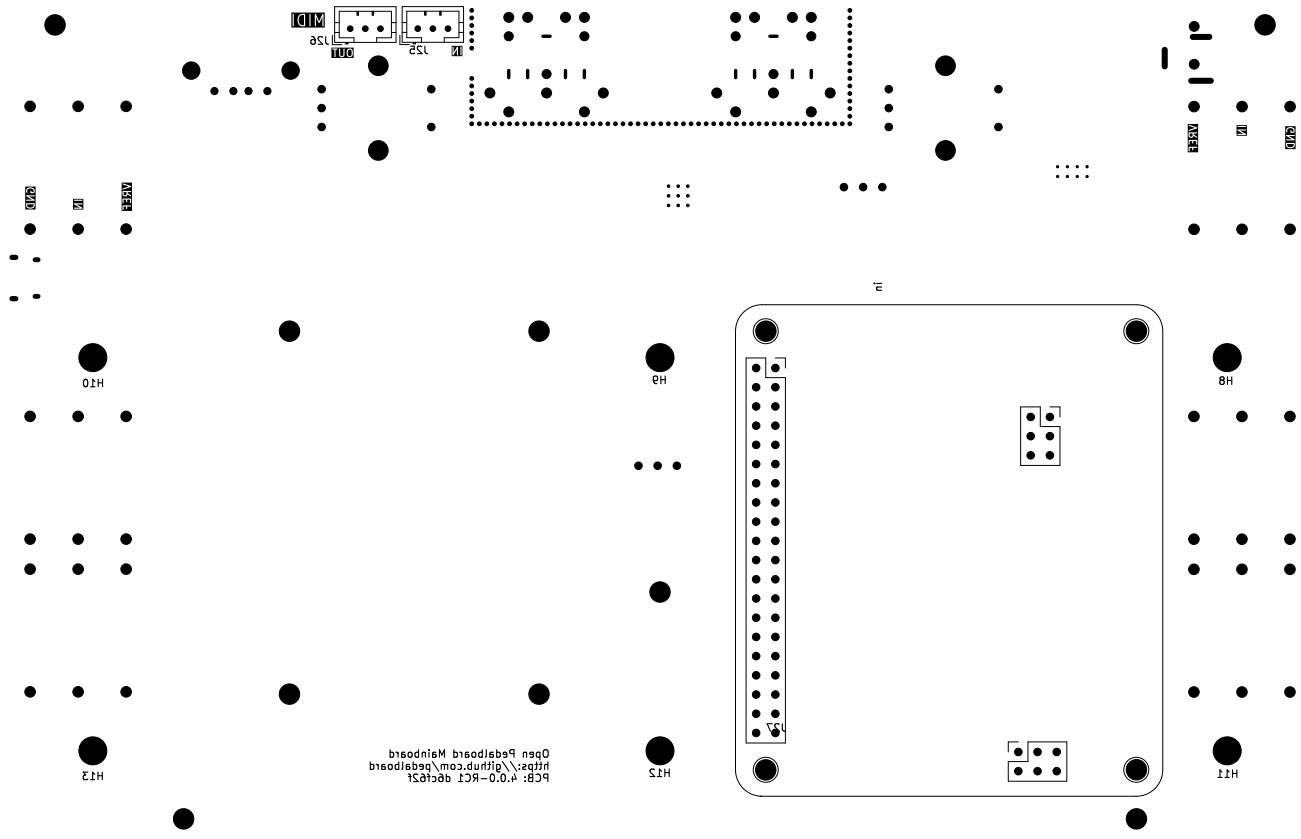 MIDI
J26
OUT
J25
IN
VREF
IN
GND
GND
IN
VREF
H10
H9
H8
J27
Open Pedalboard Mainboard
https://github.com/pedalboard
PCB: 4.0.0-RC1 d6cf62f
H13
H12
H11